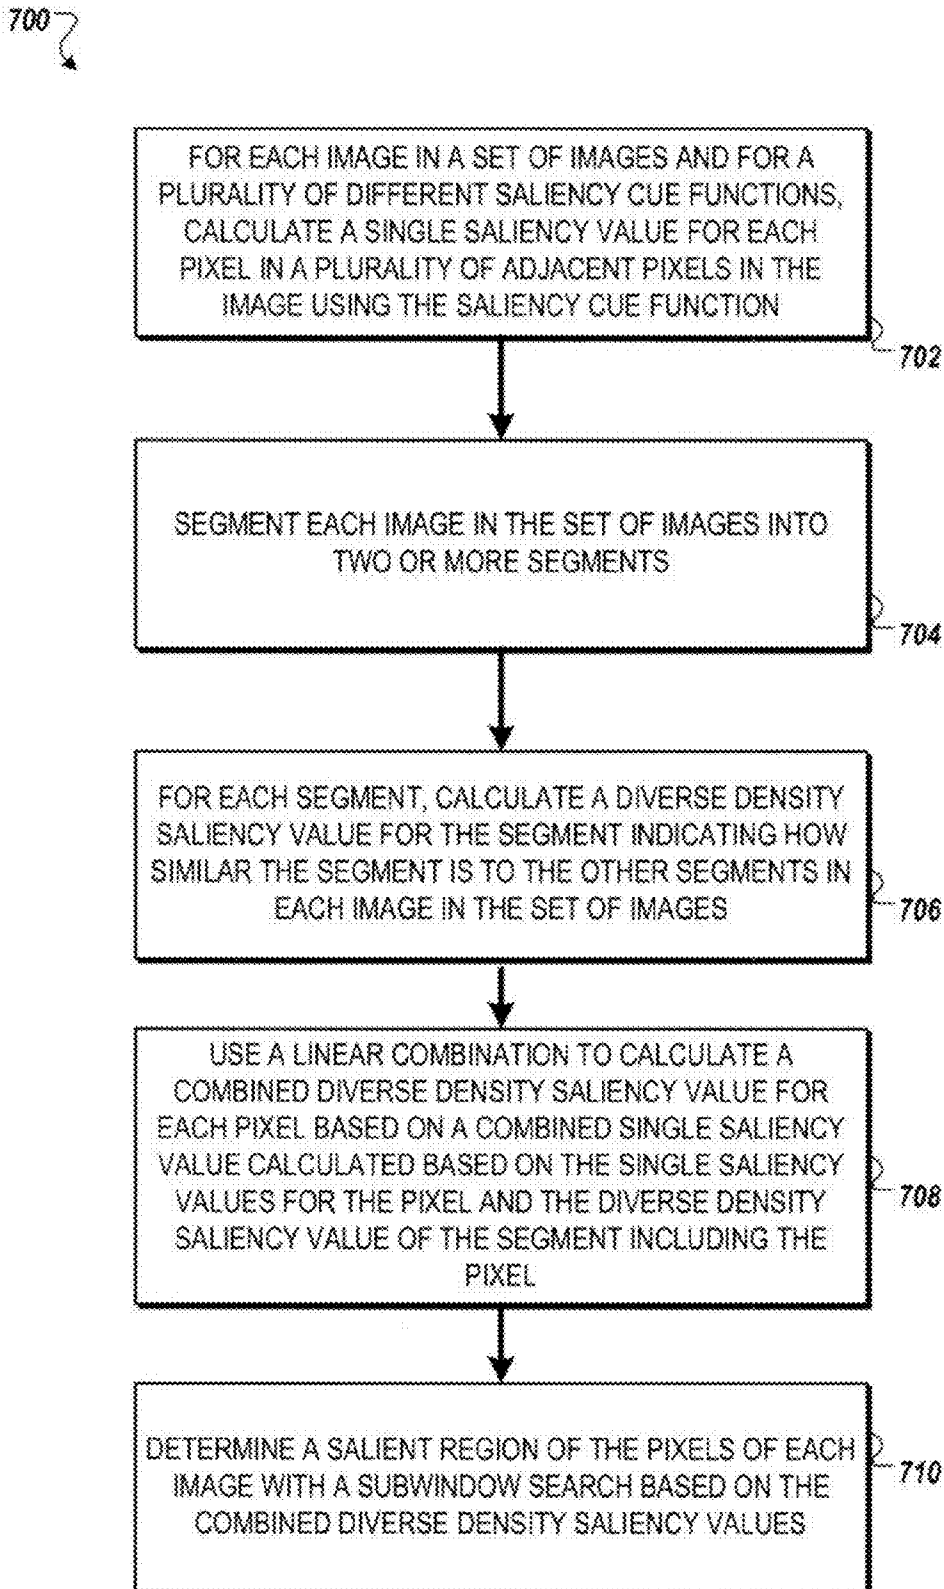 700
FOR EACH IMAGE IN A SET OF IMAGES AND FOR A
PLURALITY OF DIFFERENT SALIENCY CUE FUNCTIONS,
CALCULATE A SINGLE SALIENCY VALUE FOR EACH
PIXEL IN A PLURALITY OF ADJACENT PIXELS IN THE
IMAGE USING THE SALIENCY CUE FUNCTION
702
SEGMENT EACH IMAGE IN THE SET OF IMAGES INTO
TWO OR MORE SEGMENTS
704
FOR EACH SEGMENT, CALCULATE A DIVERSE DENSITY
SALIENCY VALUE FOR THE SEGMENT INDICATING HOW
SIMILAR THE SEGMENT IS TO THE OTHER SEGMENTS IN
EACH IMAGE IN THE SET OF IMAGES
706
USE A LINEAR COMBINATION TO CALCULATE A
COMBINED DIVERSE DENSITY SALIENCY VALUE FOR
EACH PIXEL BASED ON A COMBINED SINGLE SALIENCY
VALUE CALCULATED BASED ON THE SINGLE SALIENCY
VALUES FOR THE PIXEL AND THE DIVERSE DENSITY
SALIENCY VALUE OF THE SEGMENT INCLUDING THE
PIXEL
708
DETERMINE A SALIENT REGION OF THE PIXELS OF EACH
IMAGE WITH A SUBWINDOW SEARCH BASED ON THE
COMBINED DIVERSE DENSITY SALIENCY VALUES
710